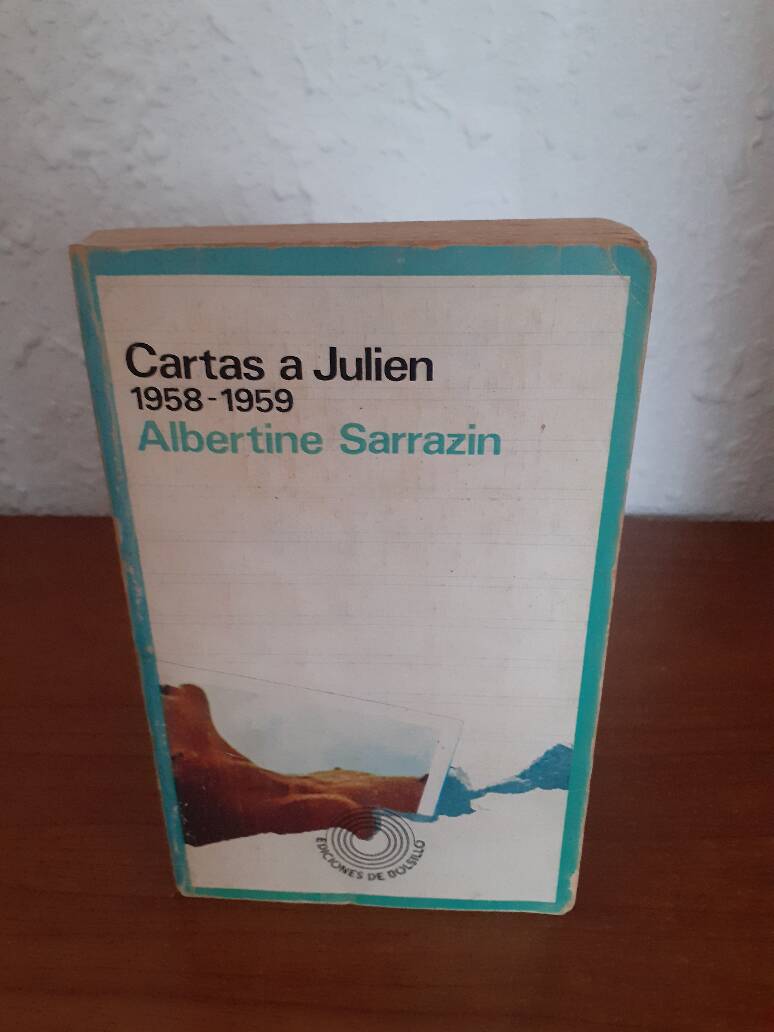 Cartas a Julien
1958-1959
Albertine Sarrazin
EDICIONES DE BOLSILLO